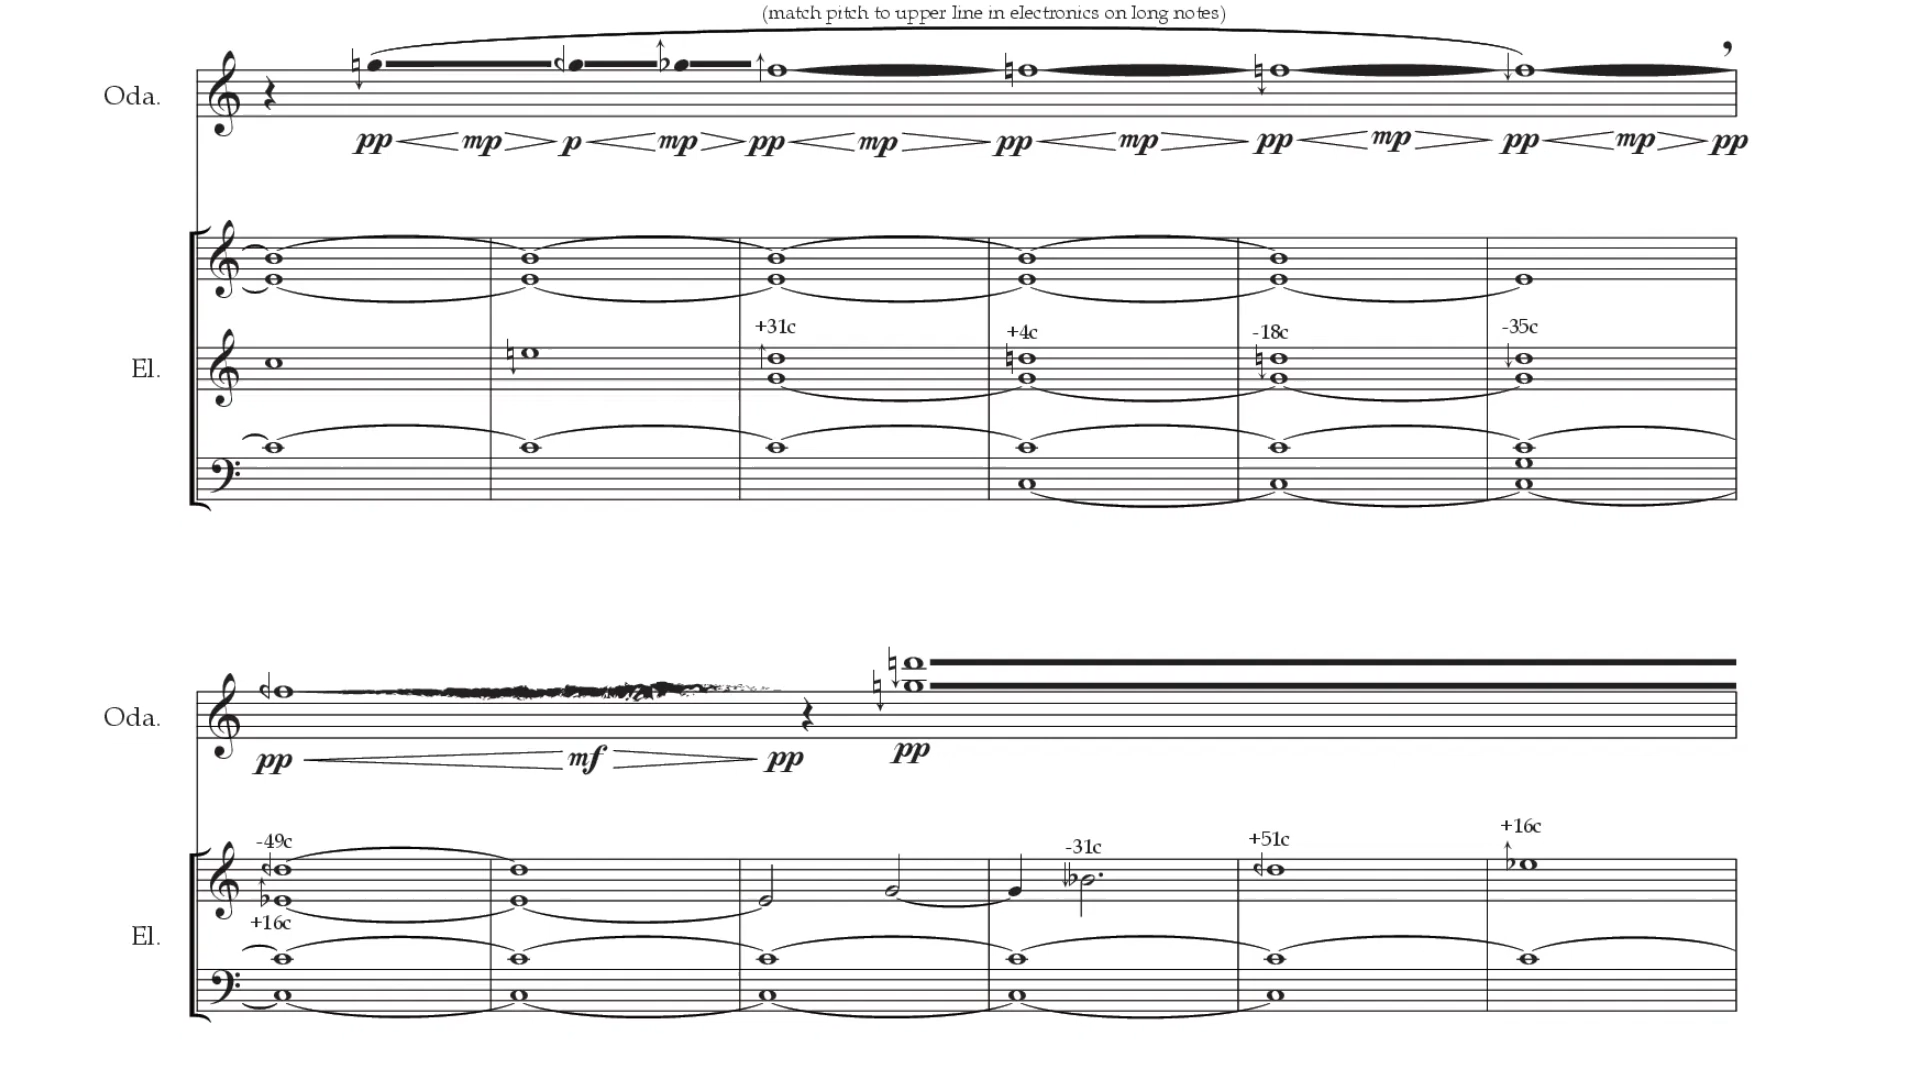 (match pitch to upper line in electronics on long notes)
Oda.
pp mp p mp pp mp pp mp pp mp pp mp pp
+31c +4c -18c -35c
El.
Oda.
pp mf pp pp
-49c -31c +51c +16c
+16c
El.